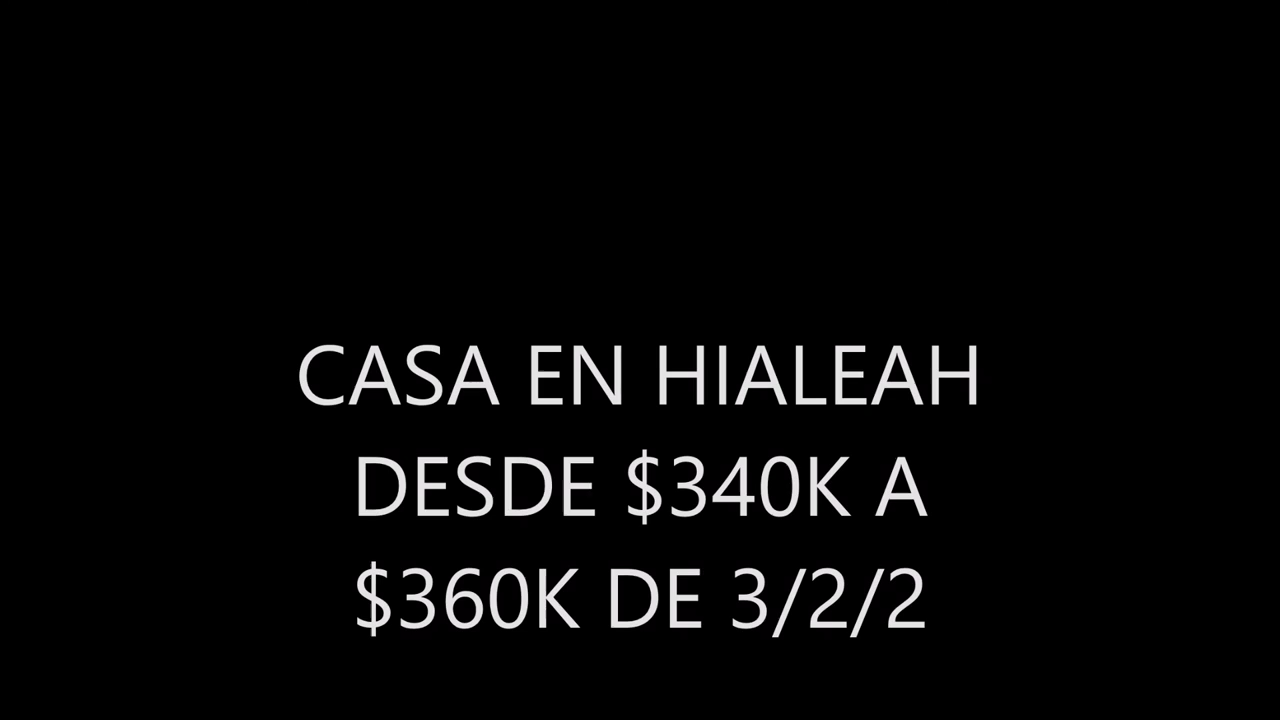 CASA EN HIALEAH
DESDE $340K A
$360K DE 3/2/2